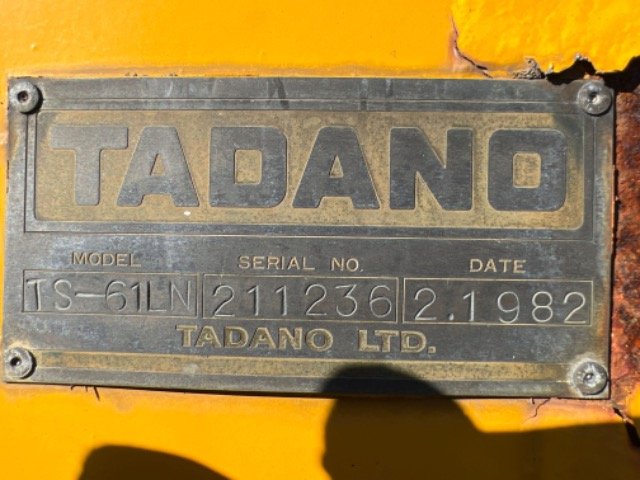 TADANO
MODEL SERIAL NO. DATE
TS-61LN 211236 2.1982
TADANO LTD.